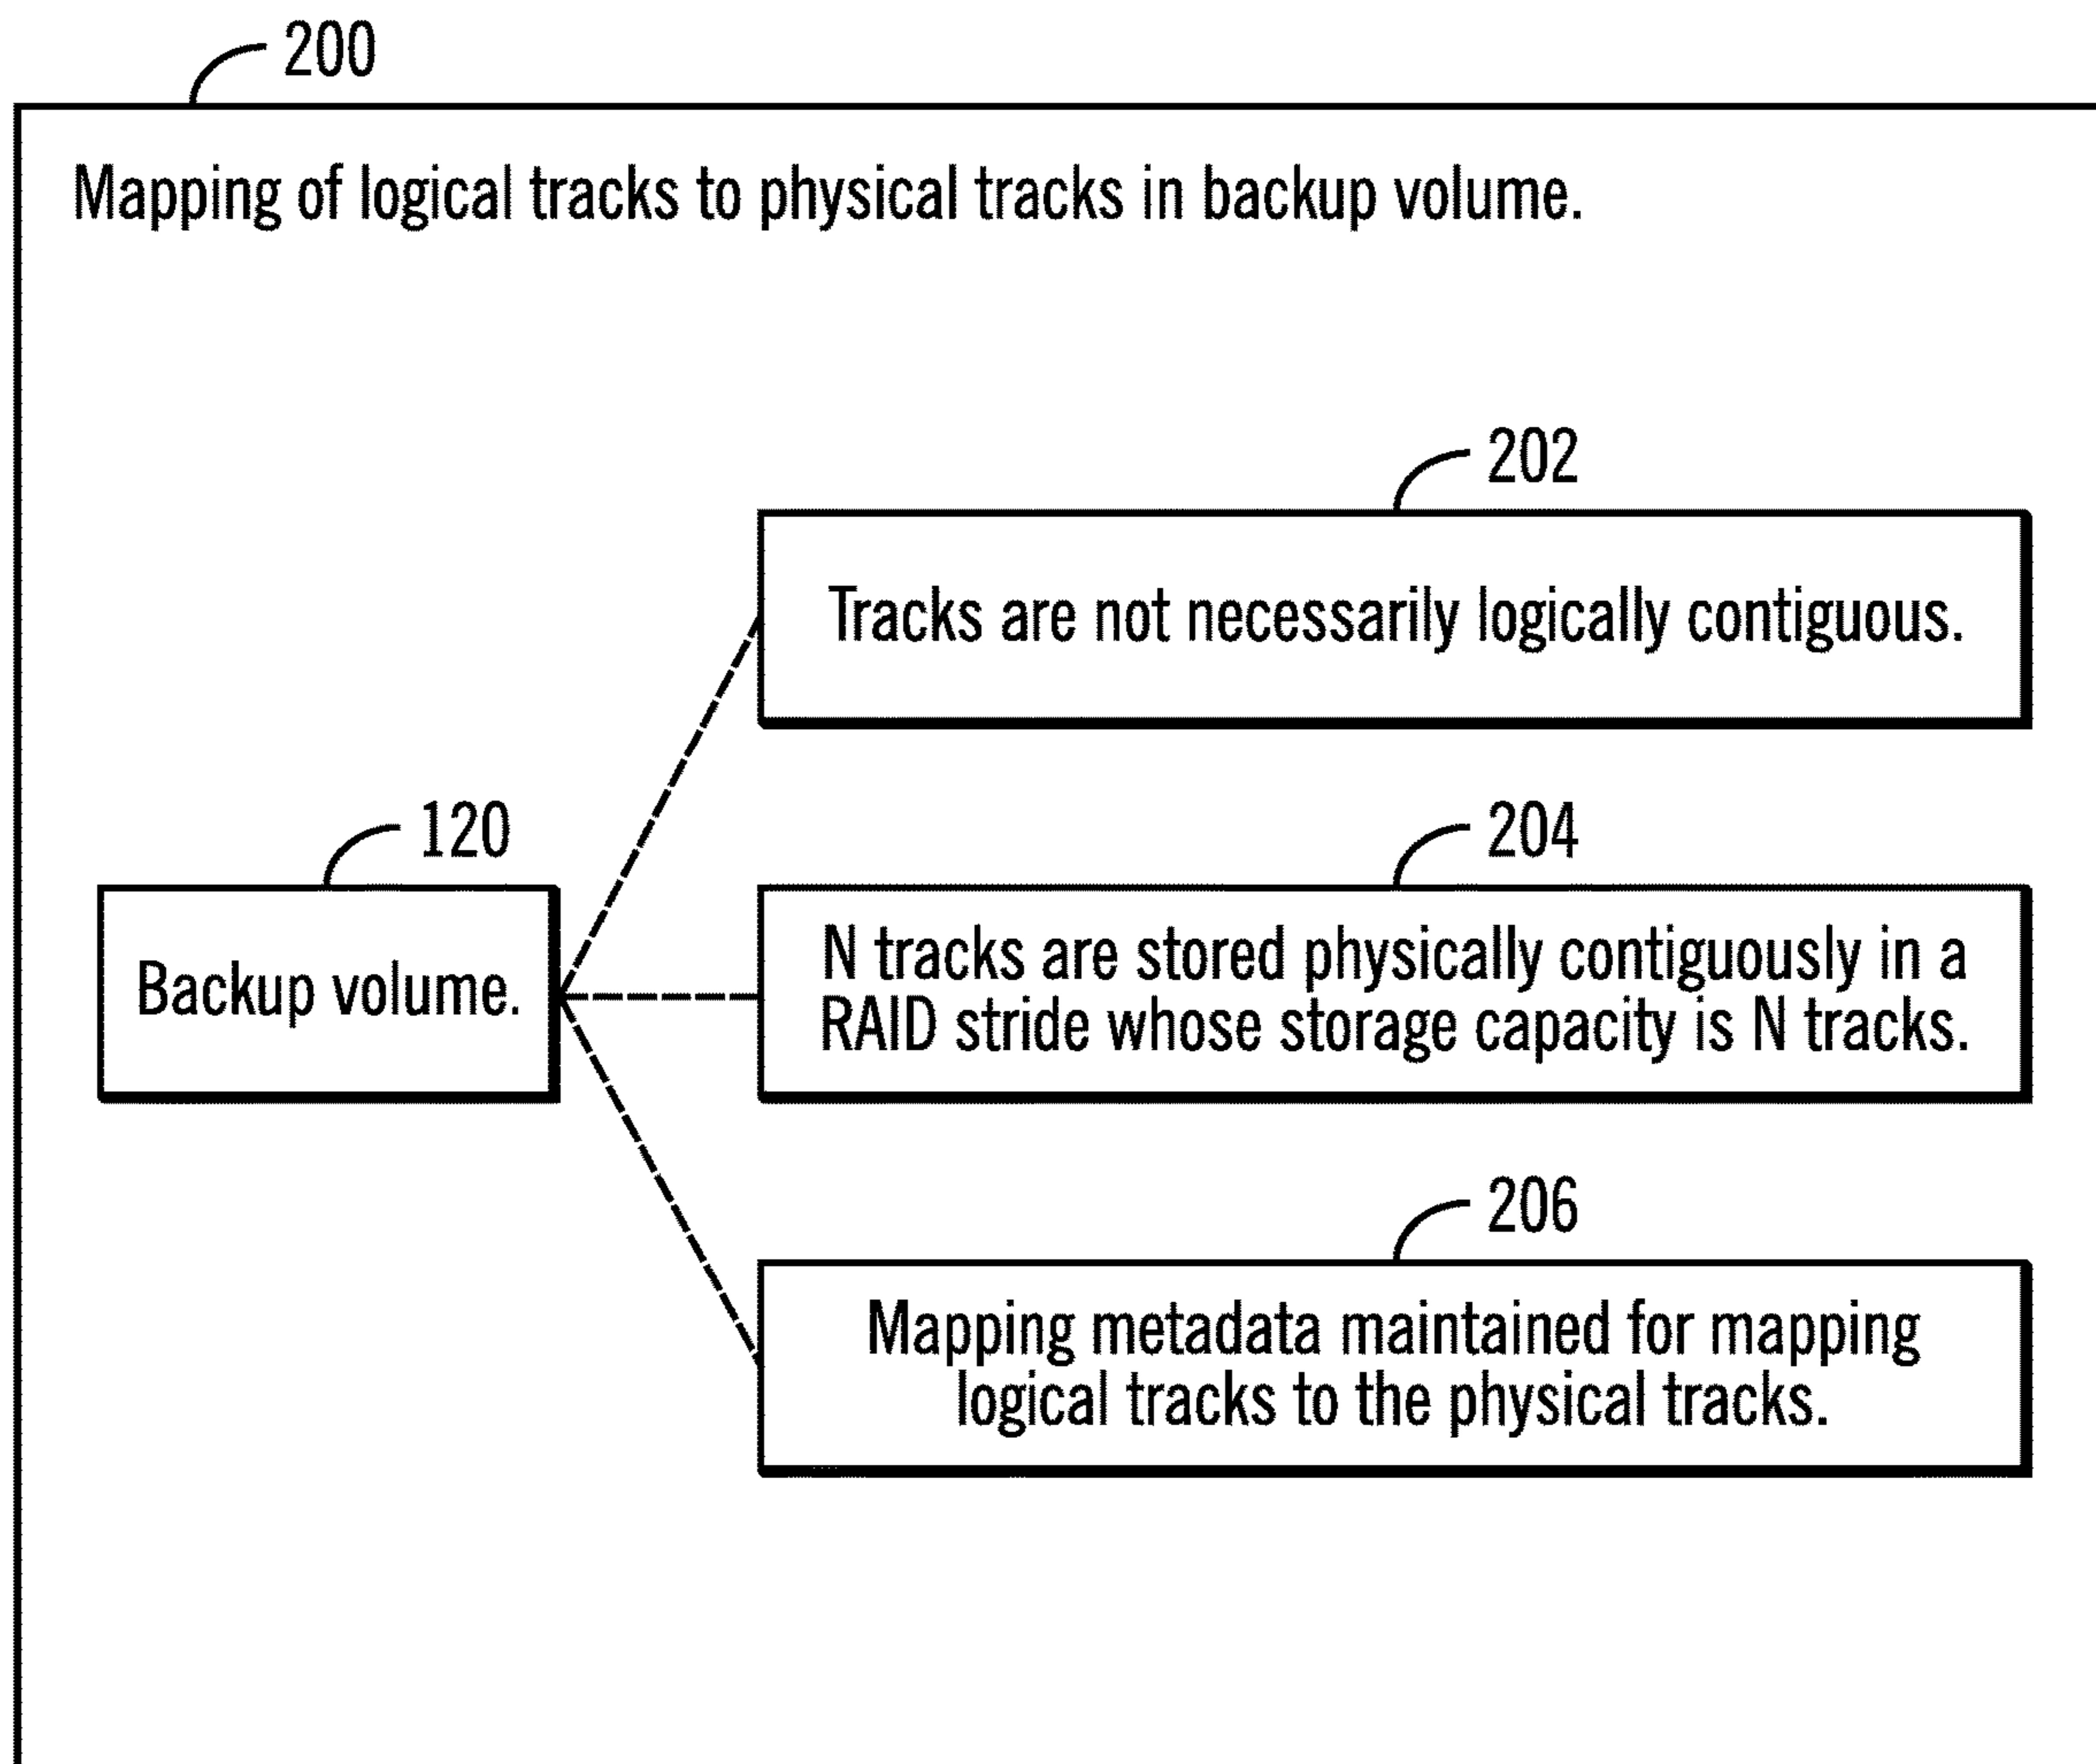 200
Mapping of logical tracks to physical tracks in backup volume.
202
Tracks are not necessarily logically contiguous.
120
Backup volume.
204
N tracks are stored physically contiguously in a
RAID stride whose storage capacity is N tracks.
206
Mapping metadata maintained for mapping
logical tracks to the physical tracks.